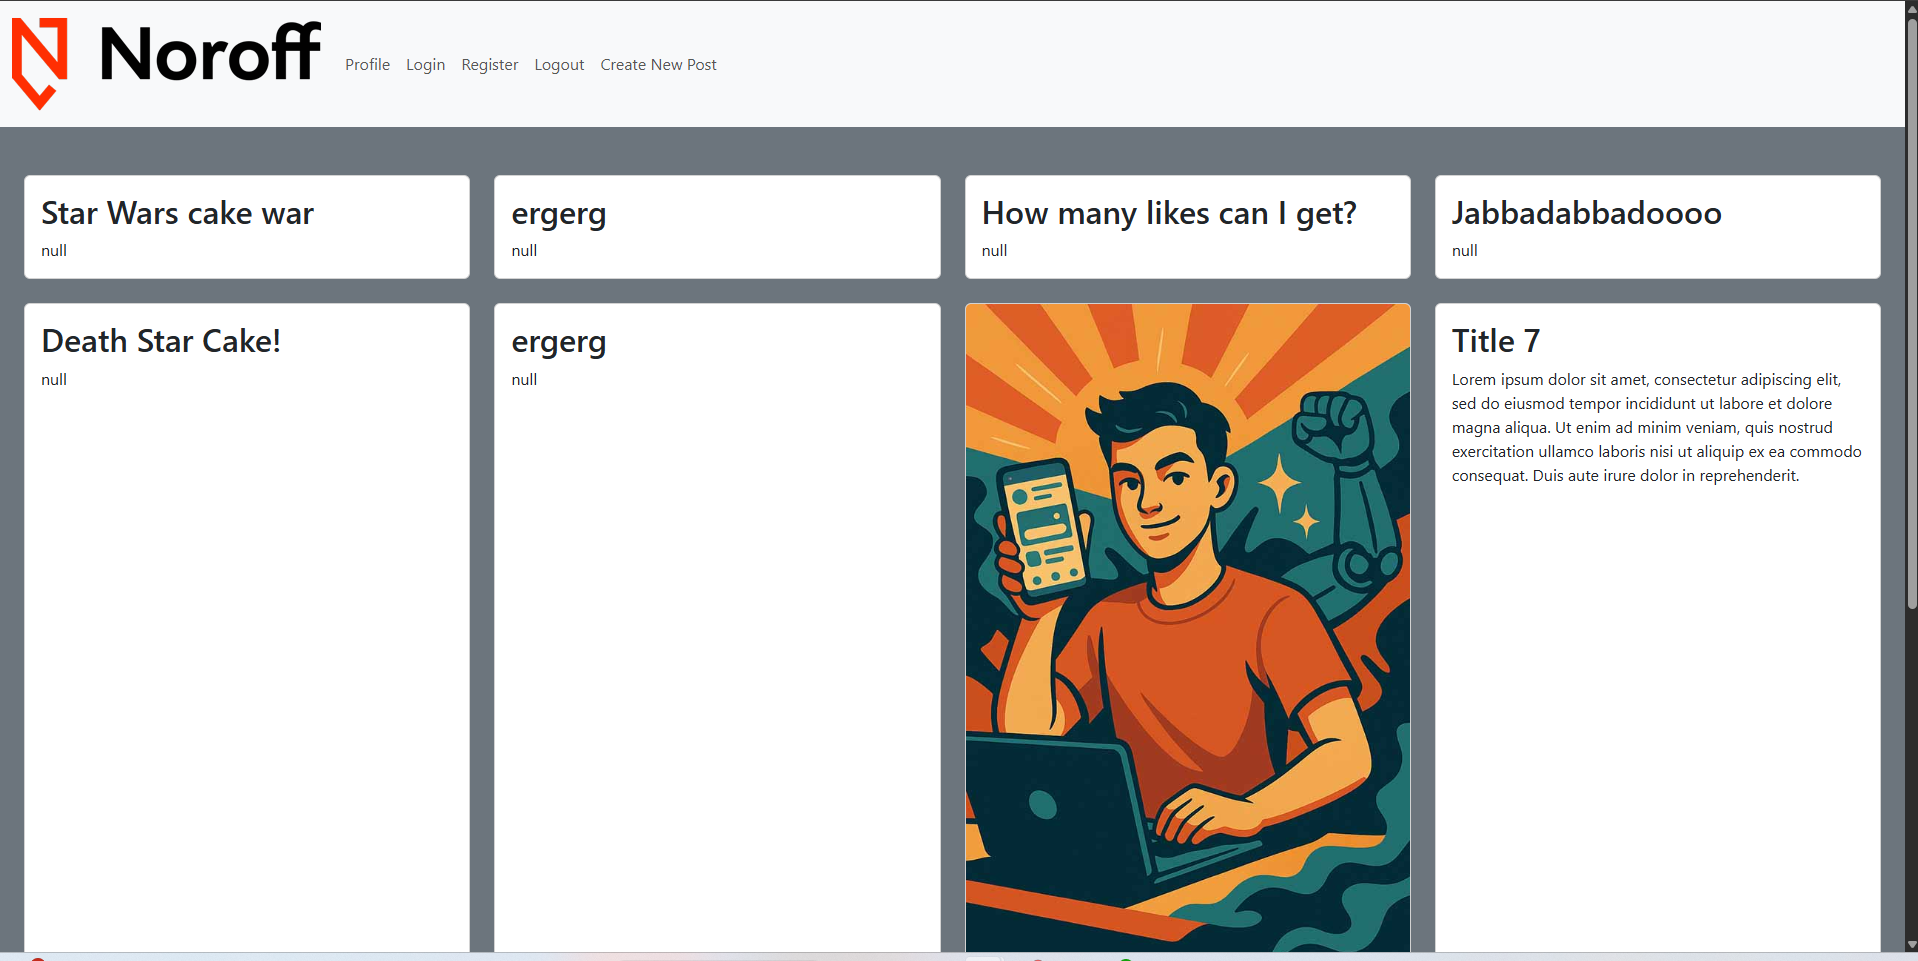 Noroff
Profile Login Register Logout Create New Post
Star Wars cake war
null
ergerg
null
How many likes can I get?
null
Jabbadabbadoooo
null
Death Star Cake!
null
ergerg
null
Title 7
Lorem ipsum dolor sit amet, consectetur adipiscing elit,
sed do eiusmod tempor incididunt ut labore et dolore
magna aliqua. Ut enim ad minim veniam, quis nostrud
exercitation ullamco laboris nisi ut aliquip ex ea commodo
consequat. Duis aute irure dolor in reprehenderit.